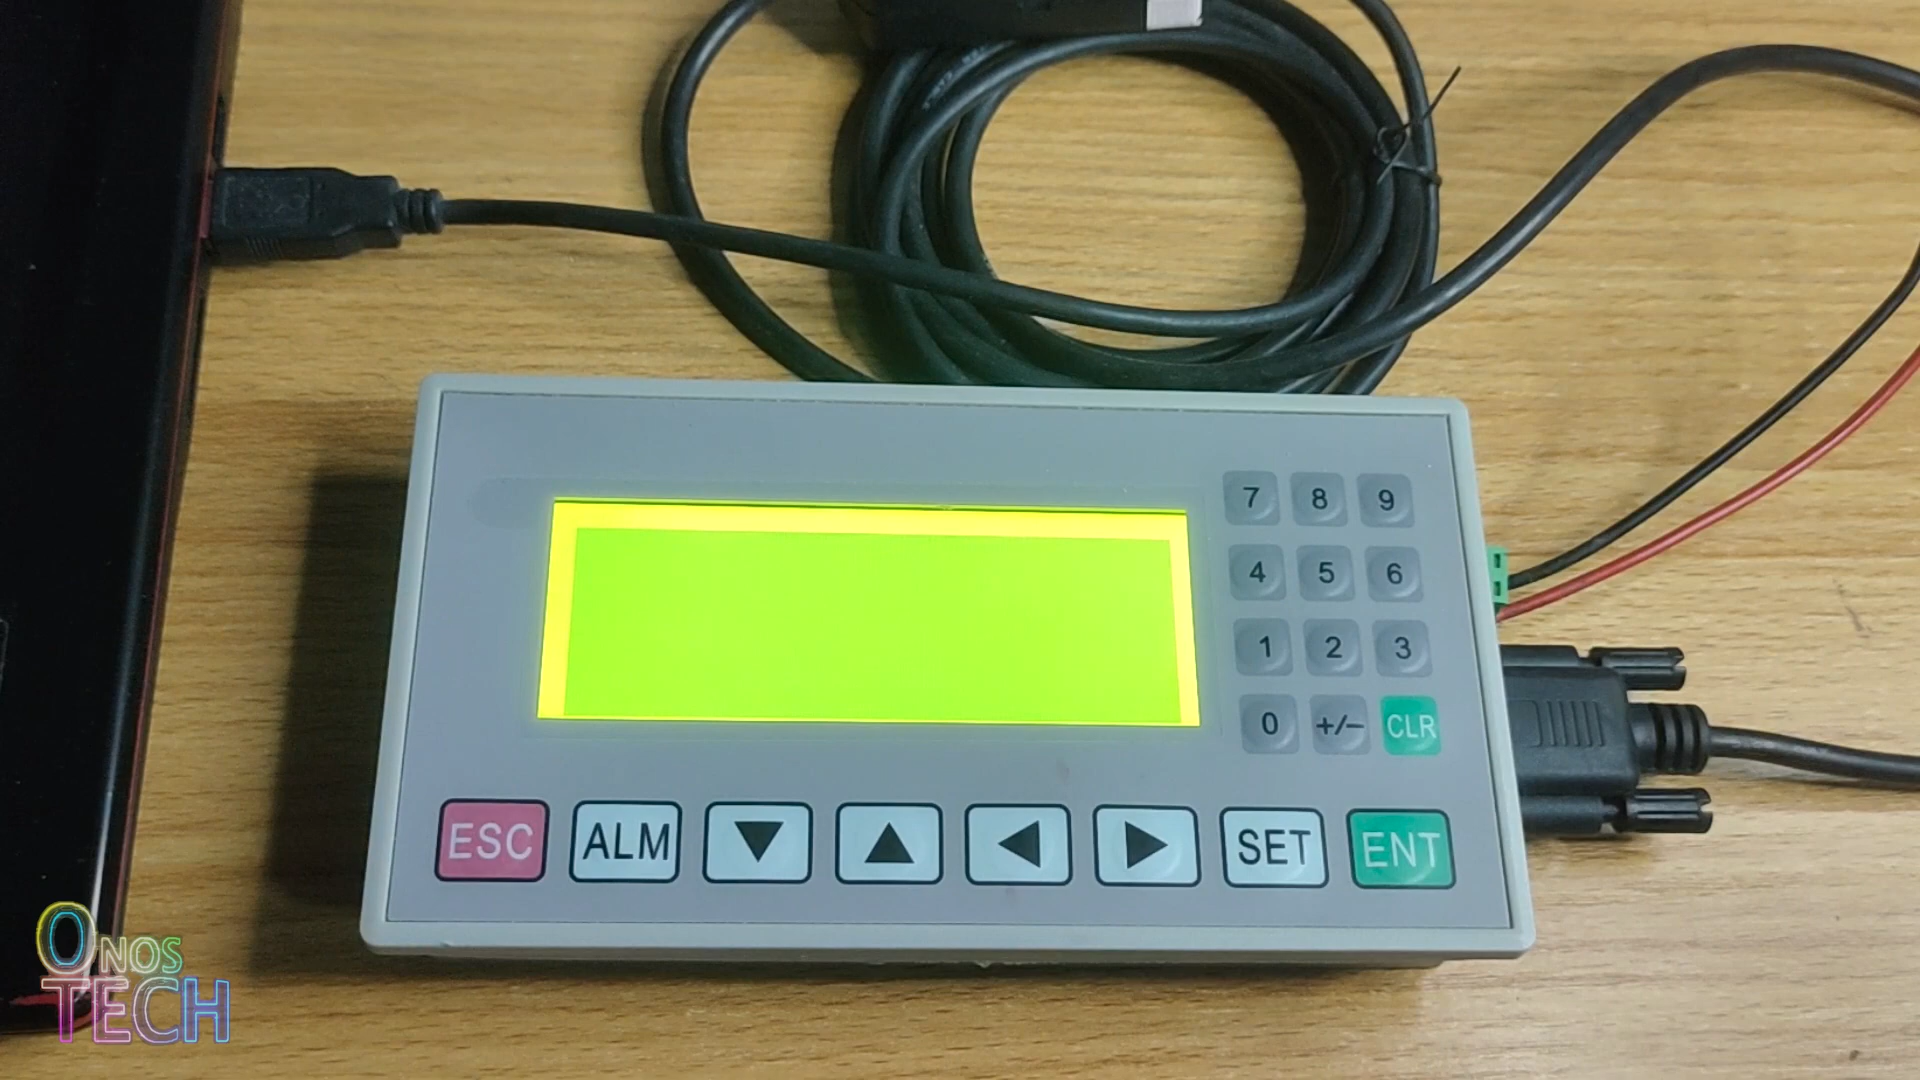 7 8 9
4 5 6
1 2 3
0 +/- CLR
ESC ALM ▼ ▲ ◀ ▶ SET ENT
ONOS
TECH